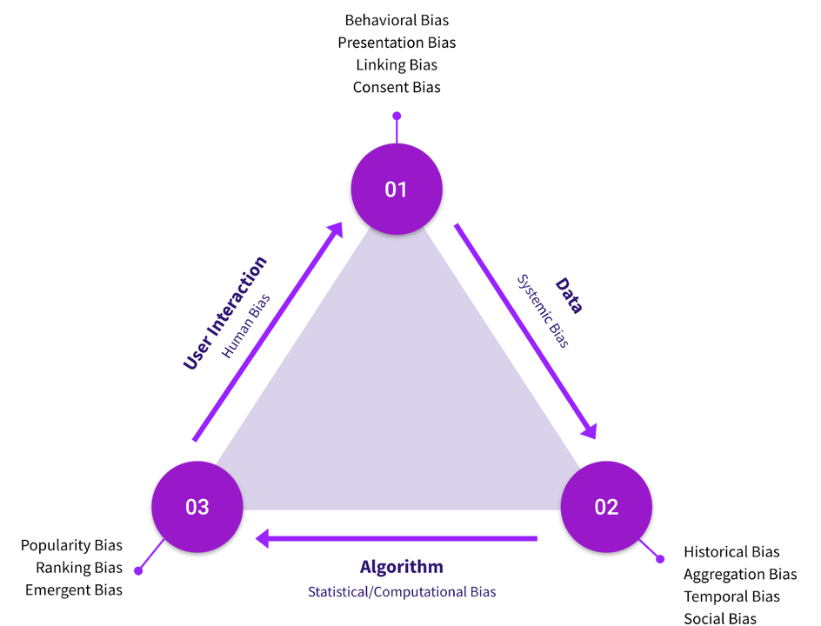 Behavioral Bias
Presentation Bias
Linking Bias
Consent Bias
01
User Interaction
Human Bias
Data
Systemic Bias
03
02
Popularity Bias
Ranking Bias
Emergent Bias
Algorithm
Statistical/Computational Bias
Historical Bias
Aggregation Bias
Temporal Bias
Social Bias